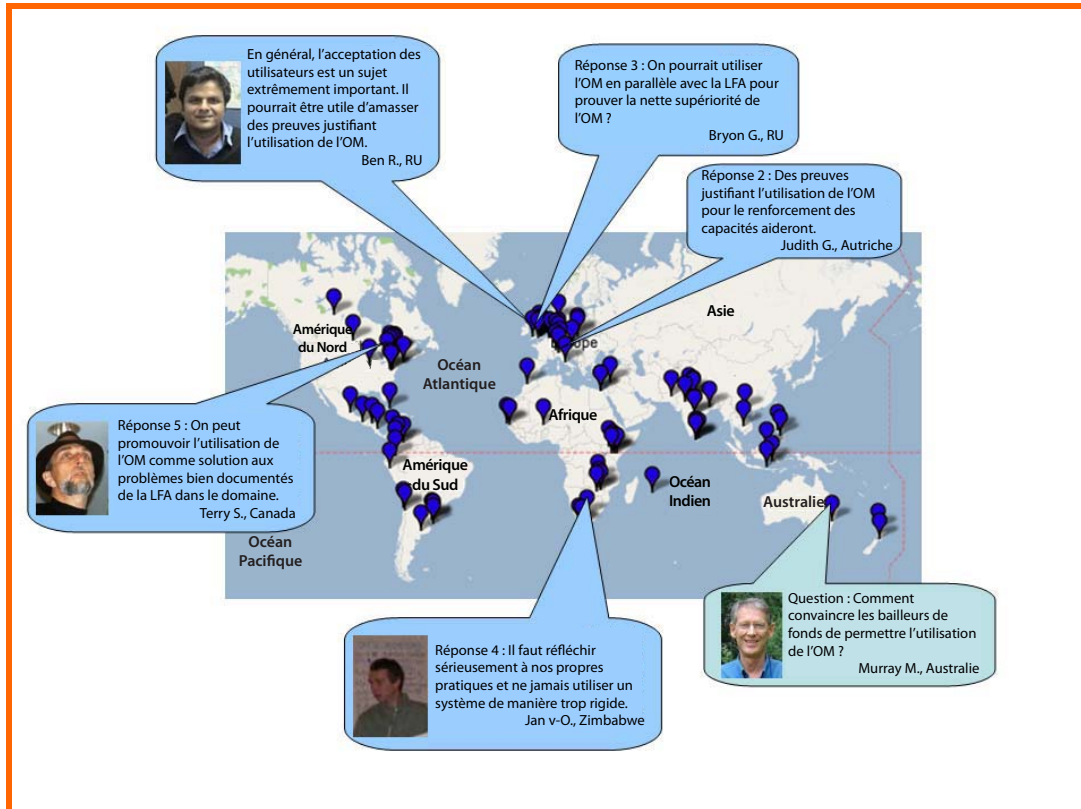 En général, l'acceptation des
utilisateurs est un sujet
extrêmement important. Il
pourrait être utile d'amasser
des preuves justifiant
l'utilisation de l'OM.
Ben R., RU
Réponse 3 : On pourrait utiliser
l'OM en parallèle avec la LFA pour
prouver la nette supériorité de
l'OM ?
Bryon G., RU
Réponse 2 : Des preuves
justifiant l'utilisation de l'OM
pour le renforcement des
capacités aideront.
Judith G., Autriche
Amérique
du Nord
Océan
Atlantique
Asie
Afrique
Amérique
du Sud
Océan
Indien
Australie
Océan
Pacifique
Réponse 5 : On peut
promouvoir l'utilisation de
l'OM comme solution aux
problèmes bien documentés
de la LFA dans le domaine.
Terry S., Canada
Réponse 4 : Il faut réfléchir
sérieusement à nos propres
pratiques et ne jamais utiliser un
système de manière trop rigide.
Jan v-O., Zimbabwe
Question : Comment
convaincre les bailleurs de
fonds de permettre l'utilisation
de l'OM ?
Murray M., Australie